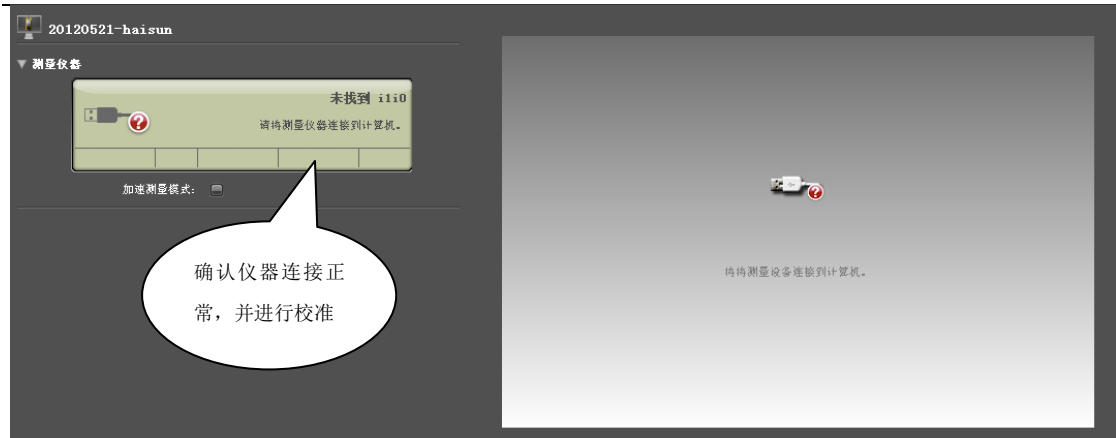 20120521-haisun
测量仪器
未找到 i1iO
请将测量仪器连接到计算机。
加速测量模式:
确认仪器连接正
常，并进行校准
将将测量设备连接到计算机。